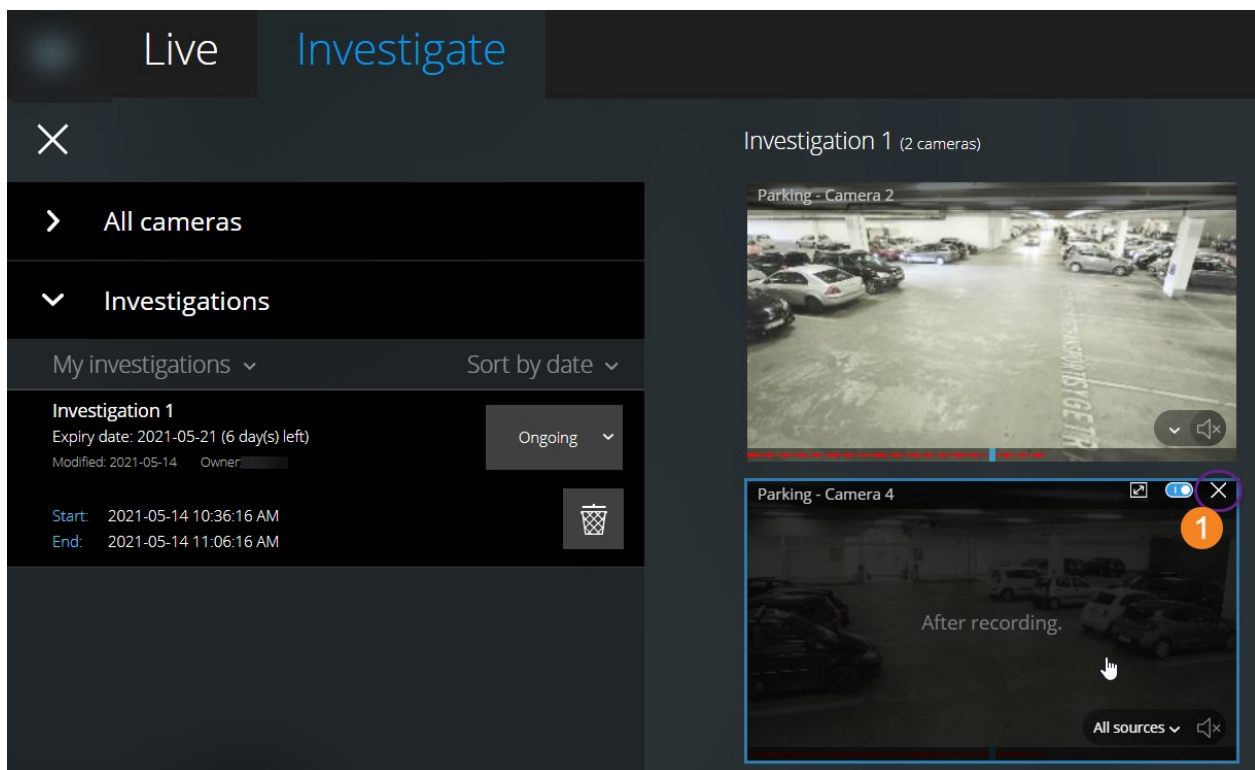 Live Investigate
All cameras
Investigations
My investigations Sort by date
Investigation 1
Expiry date: 2021-05-21 (6 day(s) left)
Ongoing
Modified: 2021-05-14 Owner:
Start: 2021-05-14 10:36:16 AM
End: 2021-05-14 11:06:16 AM
Investigation 1 (2 cameras)
Parking - Camera 2
Parking - Camera 4
1
After recording.
All sources